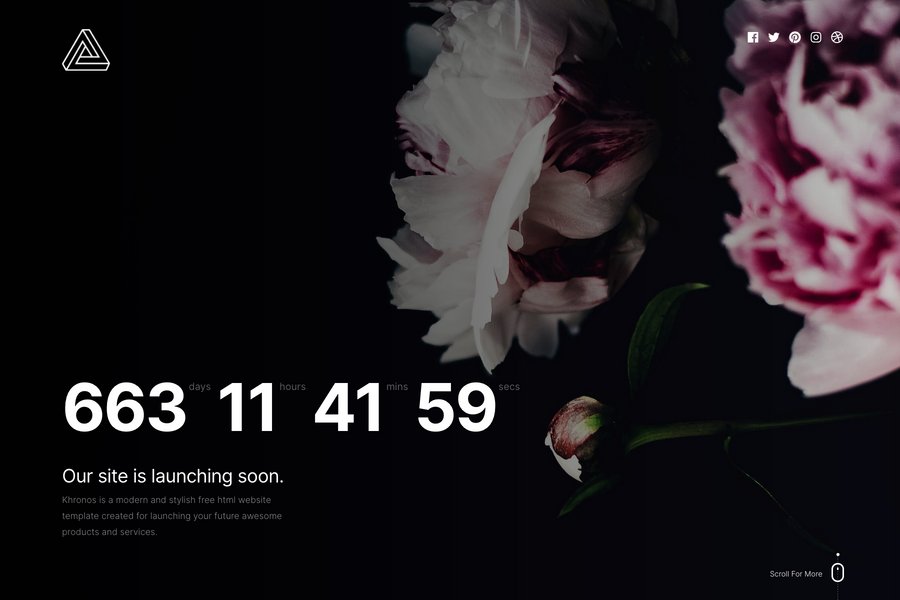 663 days 11 hours 41 mins 59 secs
Our site is launching soon.
Khronos is a modern and stylish free html website
template created for launching your future awesome
products and services.
Scroll For More